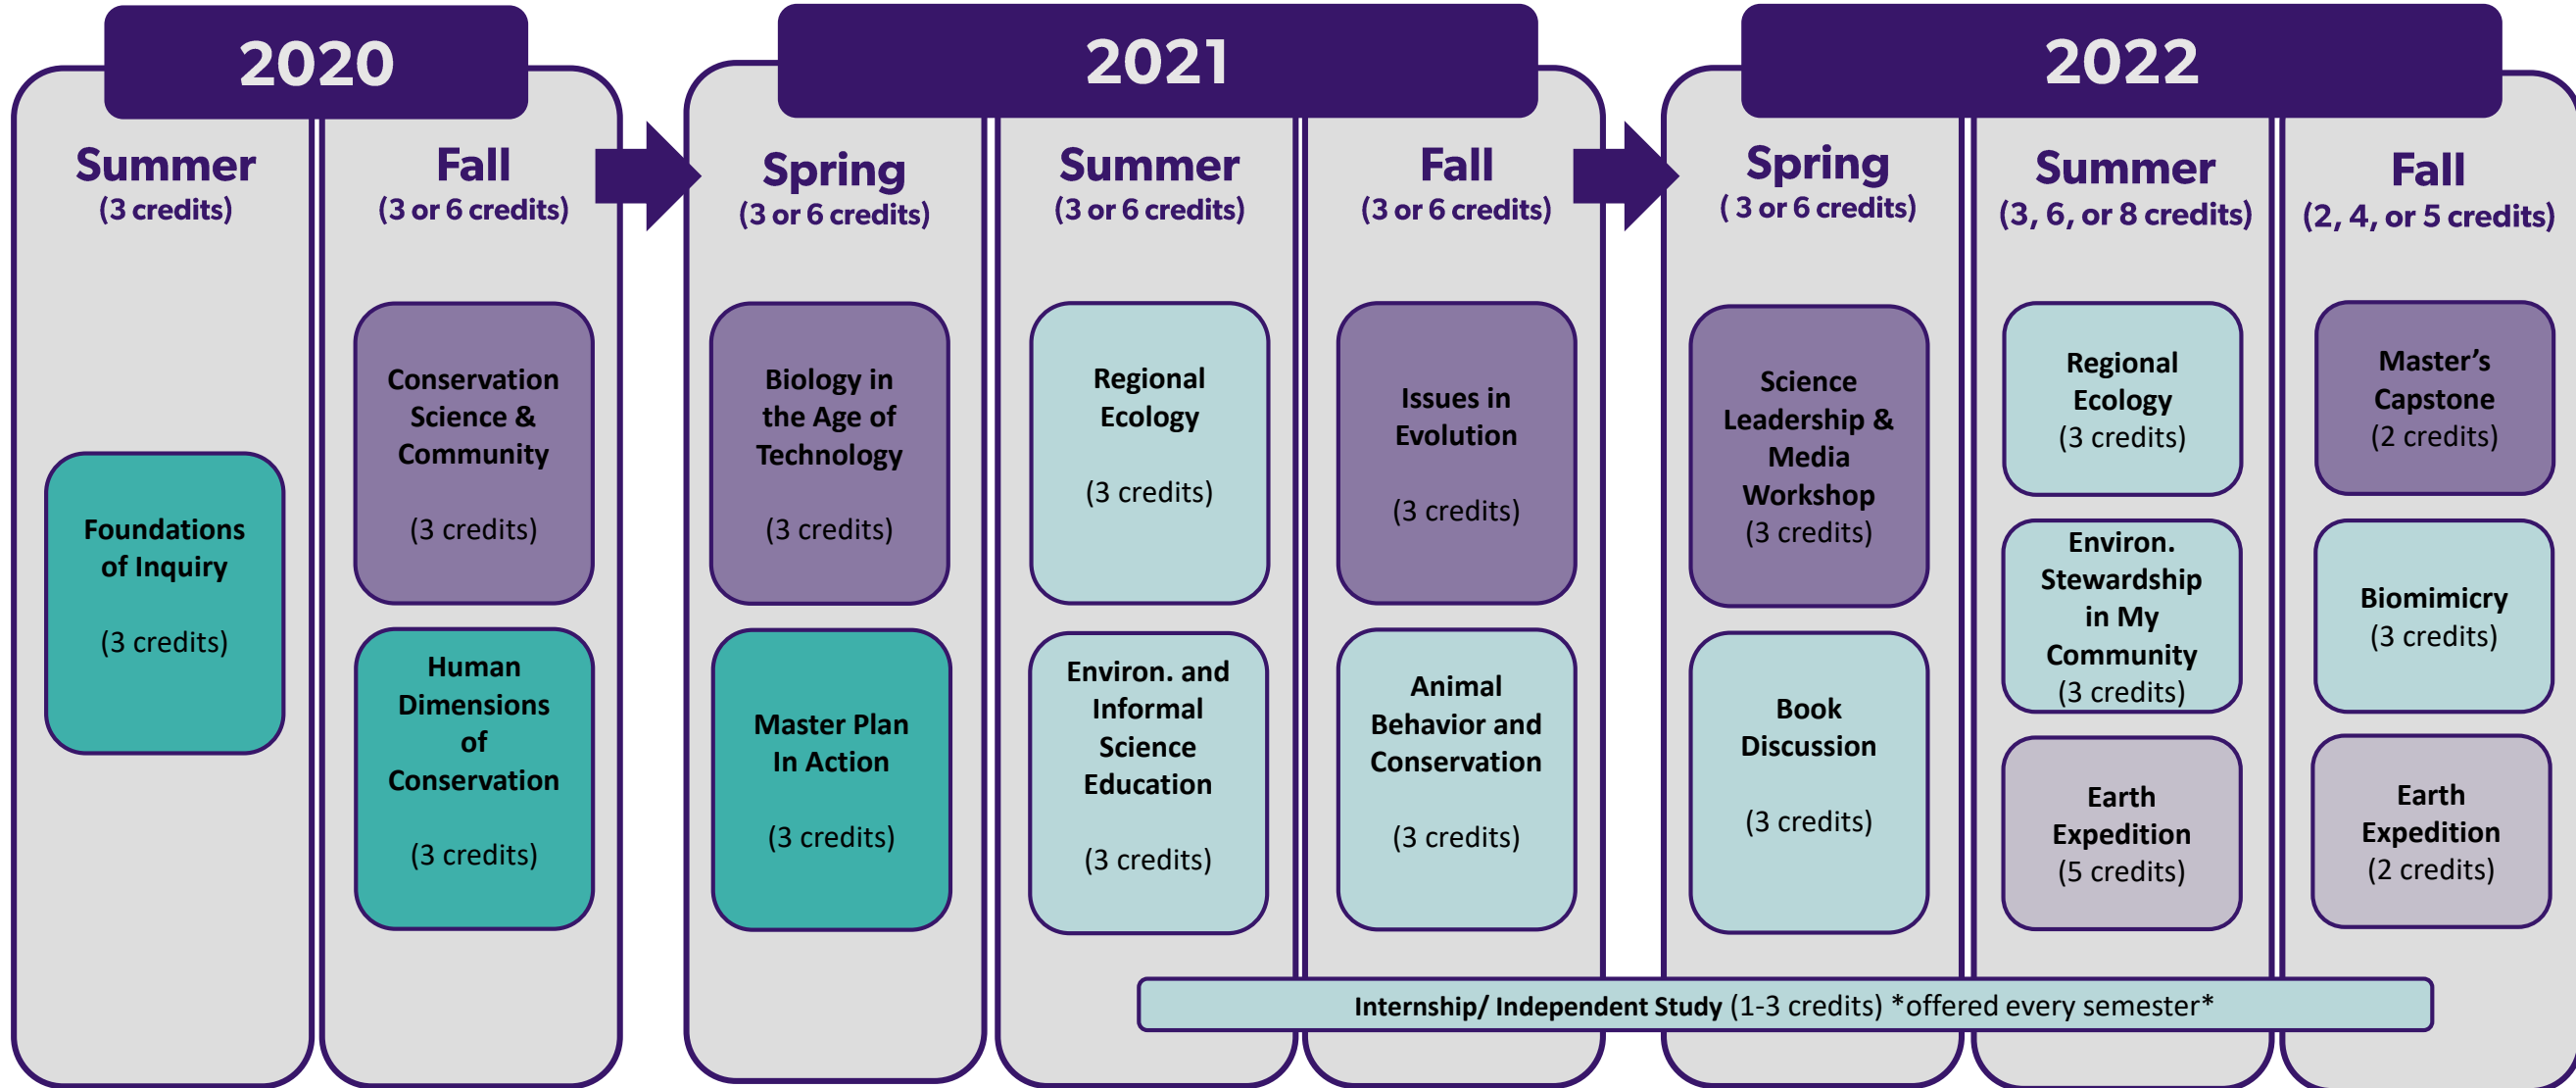 2020
Summer
(3 credits)
Foundations
of Inquiry
(3 credits)
Fall
(3 or 6 credits)
Conservation
Science &
Community
(3 credits)
Human
Dimensions
of
Conservation
(3 credits)
2021
Spring
(3 or 6 credits)
Biology in
the Age of
Technology
(3 credits)
Master Plan
In Action
(3 credits)
Summer
(3 or 6 credits)
Regional
Ecology
(3 credits)
Environ. and
Informal
Science
Education
(3 credits)
Fall
(3 or 6 credits)
Issues in
Evolution
(3 credits)
Animal
Behavior and
Conservation
(3 credits)
2022
Spring
( 3 or 6 credits)
Science
Leadership &
Media
Workshop
(3 credits)
Book
Discussion
(3 credits)
Summer
(3, 6, or 8 credits)
Regional
Ecology
(3 credits)
Environ.
Stewardship
in My
Community
(3 credits)
Earth
Expedition
(5 credits)
Fall
(2, 4, or 5 credits)
Master’s
Capstone
(2 credits)
Biomimicry
(3 credits)
Earth
Expedition
(2 credits)
Internship/ Independent Study (1-3 credits) *offered every semester*